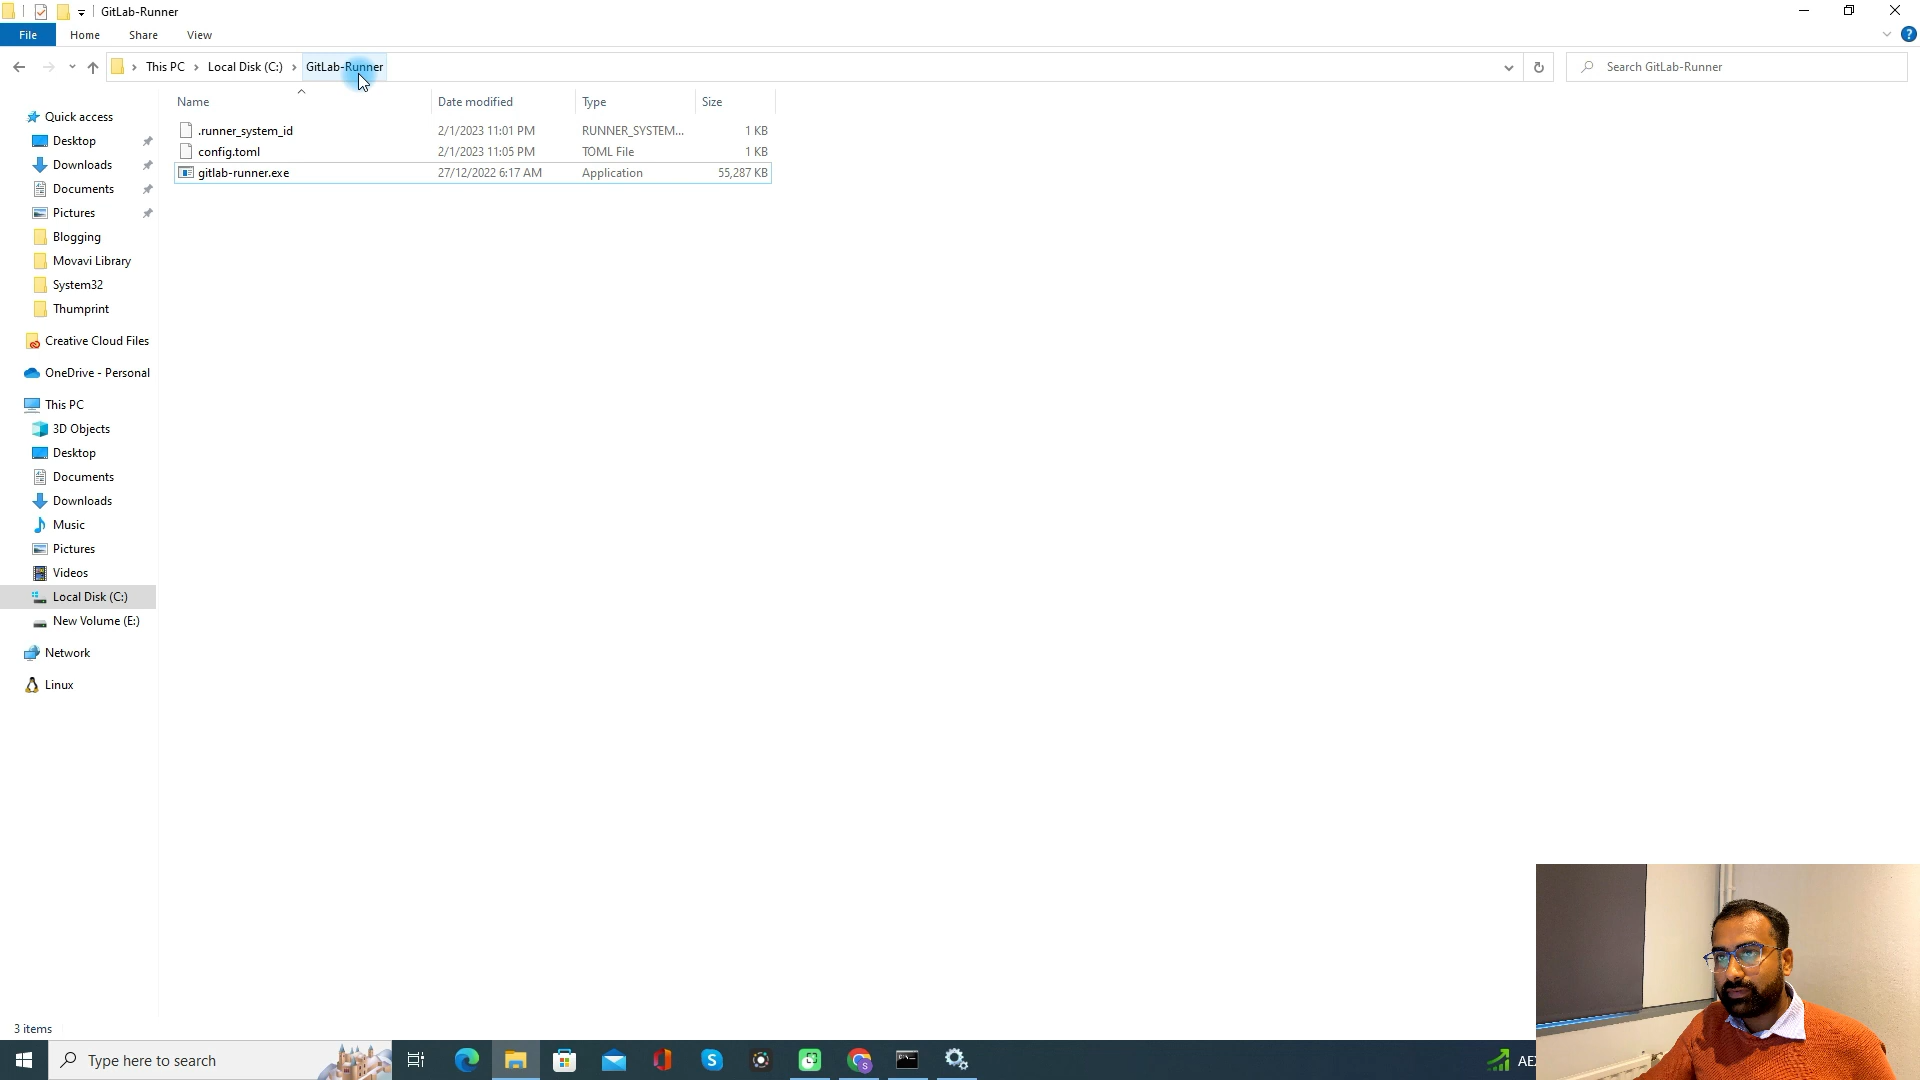 GitLab-Runner
File Home Share View
This PC Local Disk (C:) GitLab-Runner
Search GitLab-Runner
Name Date modified Type Size
.runner_system_id 2/1/2023 11:01 PM RUNNER_SYSTEM... 1 KB
config.toml 2/1/2023 11:05 PM TOML File 1 KB
gitlab-runner.exe 27/12/2022 6:17 AM Application 55,287 KB
Quick access
Desktop
Downloads
Documents
Pictures
Blogging
Movavi Library
System32
Thumprint
Creative Cloud Files
OneDrive - Personal
This PC
3D Objects
Desktop
Documents
Downloads
Music
Pictures
Videos
Local Disk (C:)
New Volume (E:)
Network
Linux
3 items
Type here to search